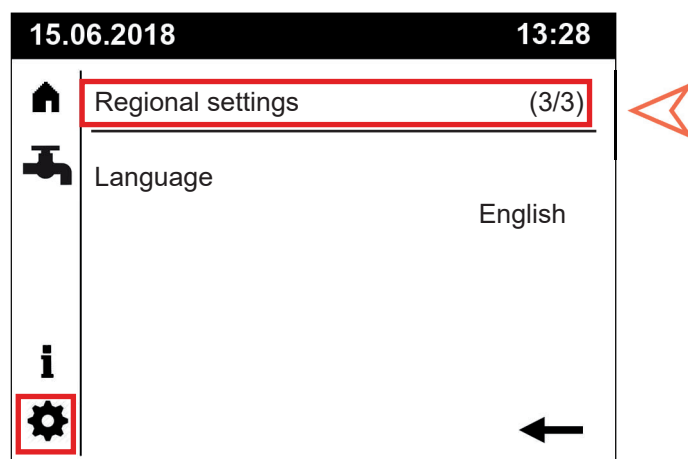 15.06.2018 13:28
Regional settings (3/3)
Language
English
i